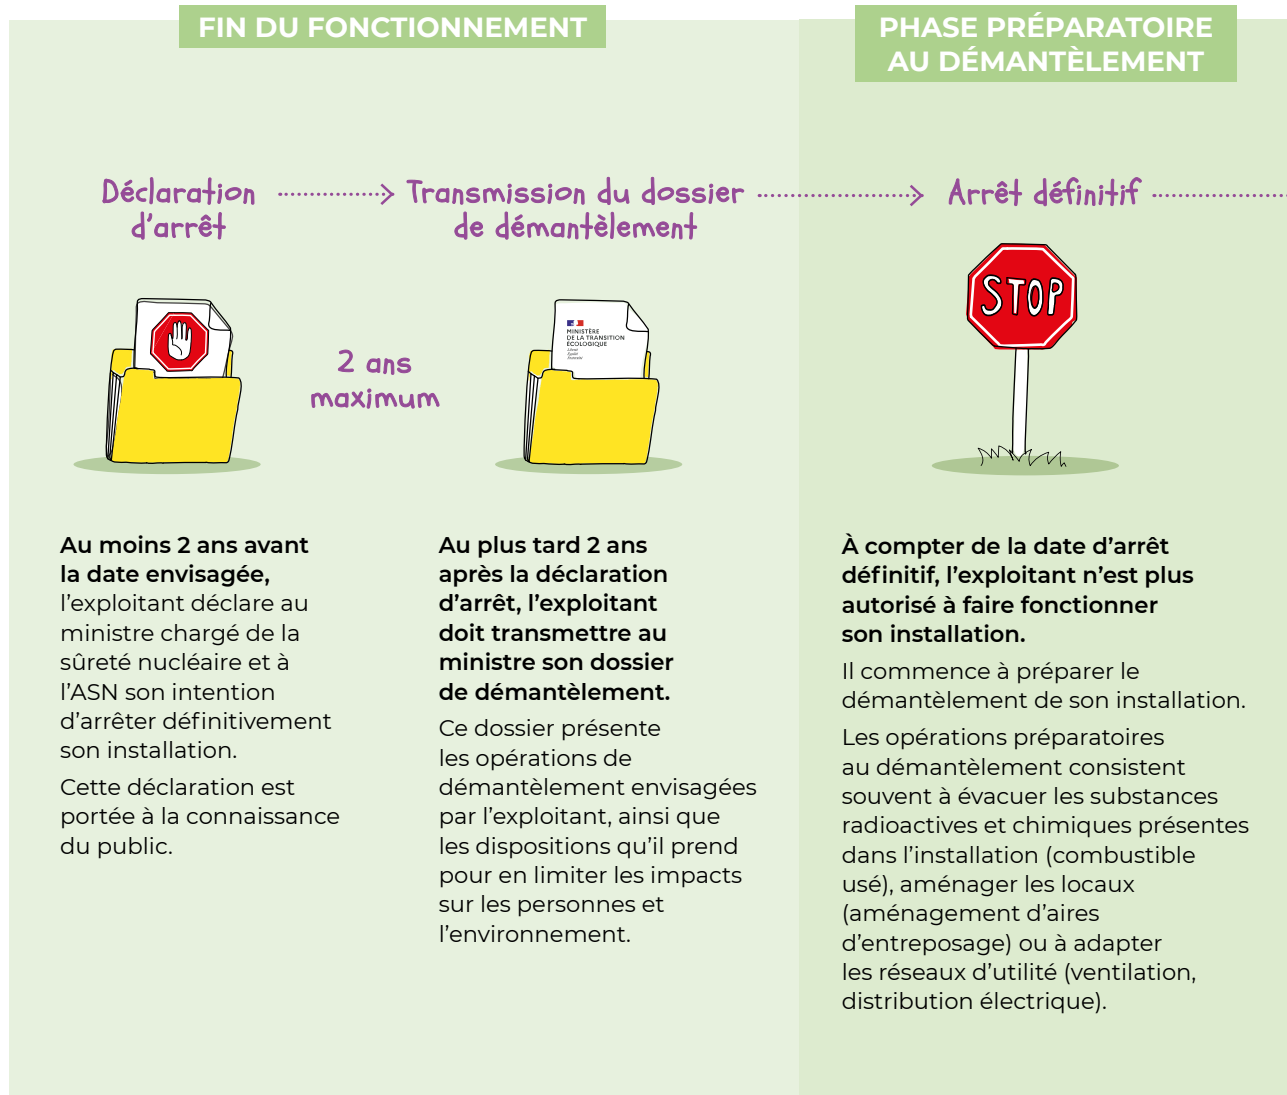 FIN DU FONCTIONNEMENT
PHASE PRÉPARATOIRE
AU DÉMANTÈLEMENT
Déclaration
d'arrêt
Transmission du dossier
de démantèlement
Arrêt définitif
2 ans
maximum
MINISTÈRE
DE LA TRANSITION
ÉCOLOGIQUE
Liberté
Égalité
Fraternité
STOP
Au moins 2 ans avant
la date envisagée,
l'exploitant déclare au
ministre chargé de la
sûreté nucléaire et à
l'ASN son intention
d'arrêter définitivement
son installation.
Cette déclaration est
portée à la connaissance
du public.
Au plus tard 2 ans
après la déclaration
d'arrêt, l'exploitant
doit transmettre au
ministre son dossier
de démantèlement.
Ce dossier présente
les opérations de
démantèlement envisagées
par l'exploitant, ainsi que
les dispositions qu'il prend
pour en limiter les impacts
sur les personnes et
l'environnement.
À compter de la date d'arrêt
définitif, l'exploitant n'est plus
autorisé à faire fonctionner
son installation.
Il commence à préparer le
démantèlement de son installation.
Les opérations préparatoires
au démantèlement consistent
souvent à évacuer les substances
radioactives et chimiques présentes
dans l'installation (combustible
usé), aménager les locaux
(aménagement d'aires
d'entreposage) ou à adapter
les réseaux d'utilité (ventilation,
distribution électrique).